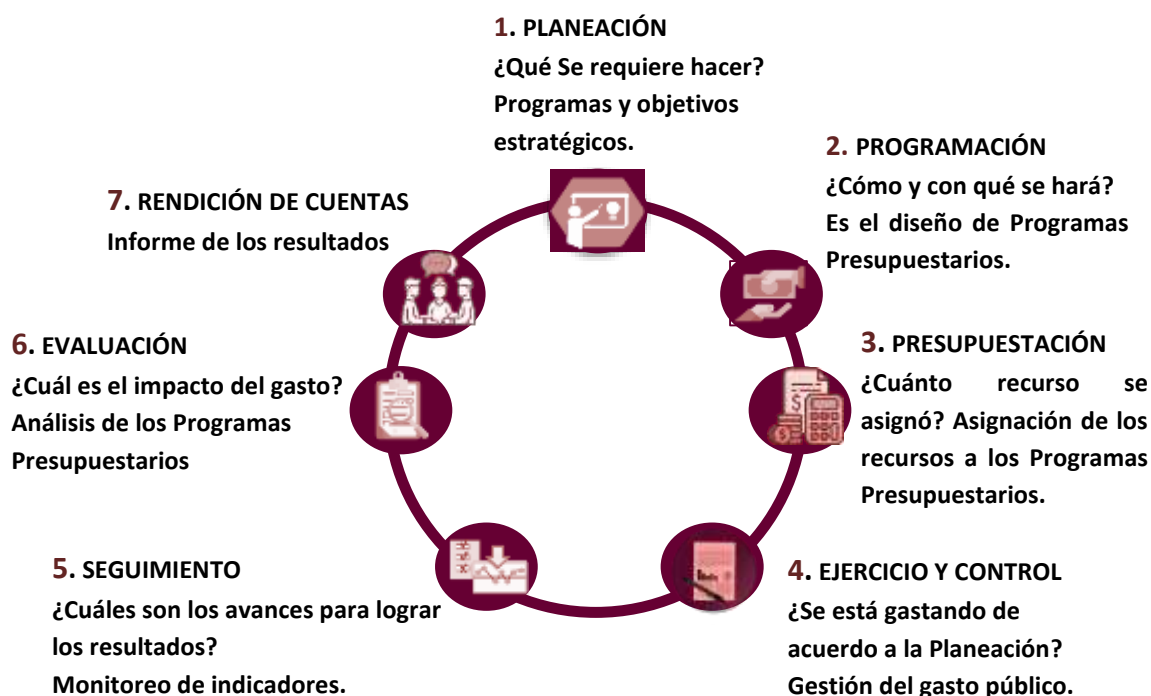 1. PLANEACIÓN
¿Qué Se requiere hacer?
Programas y objetivos
estratégicos.
2. PROGRAMACIÓN
¿Cómo y con qué se hará?
Es el diseño de Programas
Presupuestarios.
3. PRESUPUESTACIÓN
¿Cuánto recurso se
asignó? Asignación de los
recursos a los Programas
Presupuestarios.
4. EJERCICIO Y CONTROL
¿Se está gastando de
acuerdo a la Planeación?
Gestión del gasto público.
5. SEGUIMIENTO
¿Cuáles son los avances para lograr
los resultados?
Monitoreo de indicadores.
6. EVALUACIÓN
¿Cuál es el impacto del gasto?
Análisis de los Programas
Presupuestarios
7. RENDICIÓN DE CUENTAS
Informe de los resultados